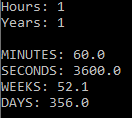 Hours: 1
Years: 1
MINUTES: 60.0
SECONDS: 3600.0
WEEKS: 52.1
DAYS: 356.0